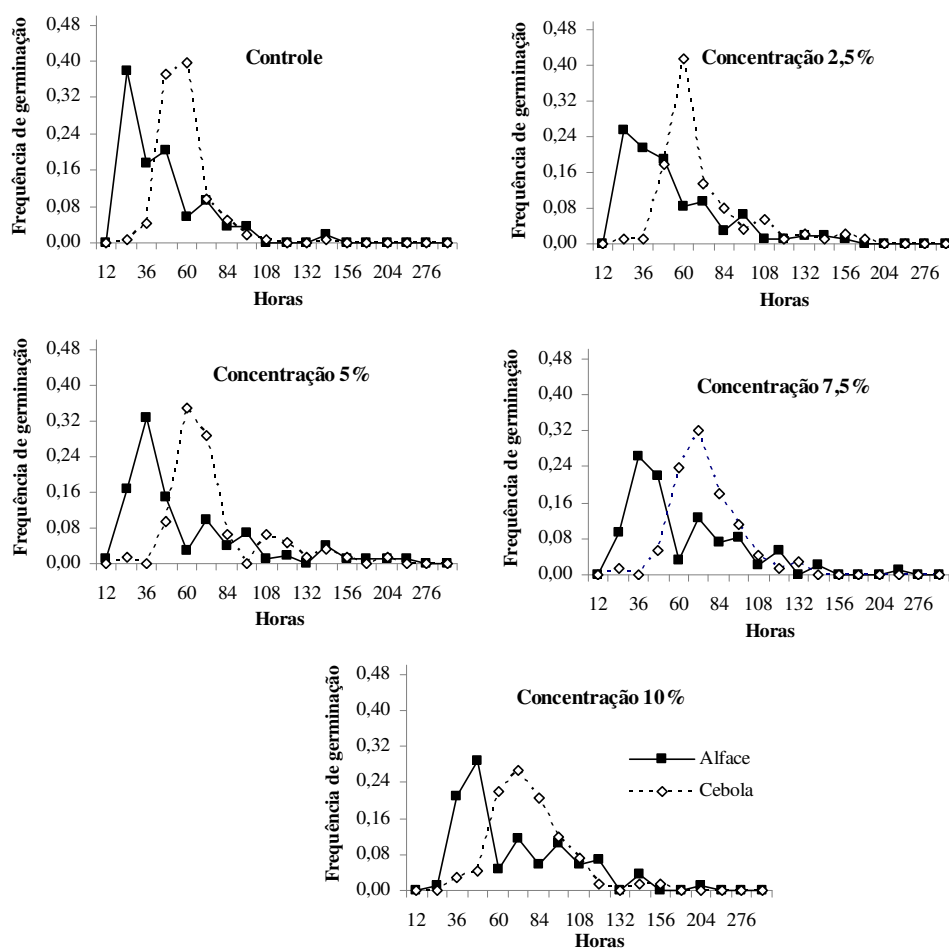 Controle
Frequência de germinação
0,48
0,40
0,32
0,24
0,16
0,08
0,00
12 36 60 84 108 132 156 204 276
Horas
Concentração 2,5%
Frequência de germinação
0,48
0,40
0,32
0,24
0,16
0,08
0,00
12 36 60 84 108 132 156 204 276
Horas
Concentração 5%
Frequência de germinação
0,48
0,40
0,32
0,24
0,16
0,08
0,00
12 36 60 84 108 132 156 204 276
Horas
Concentração 7,5%
Frequência de germinação
0,48
0,40
0,32
0,24
0,16
0,08
0,00
12 36 60 84 108 132 156 204 276
Horas
Concentração 10%
Frequência de germinação
0,48
0,40
0,32
0,24
0,16
0,08
0,00
Alface
Cebola
12 36 60 84 108 132 156 204 276
Horas